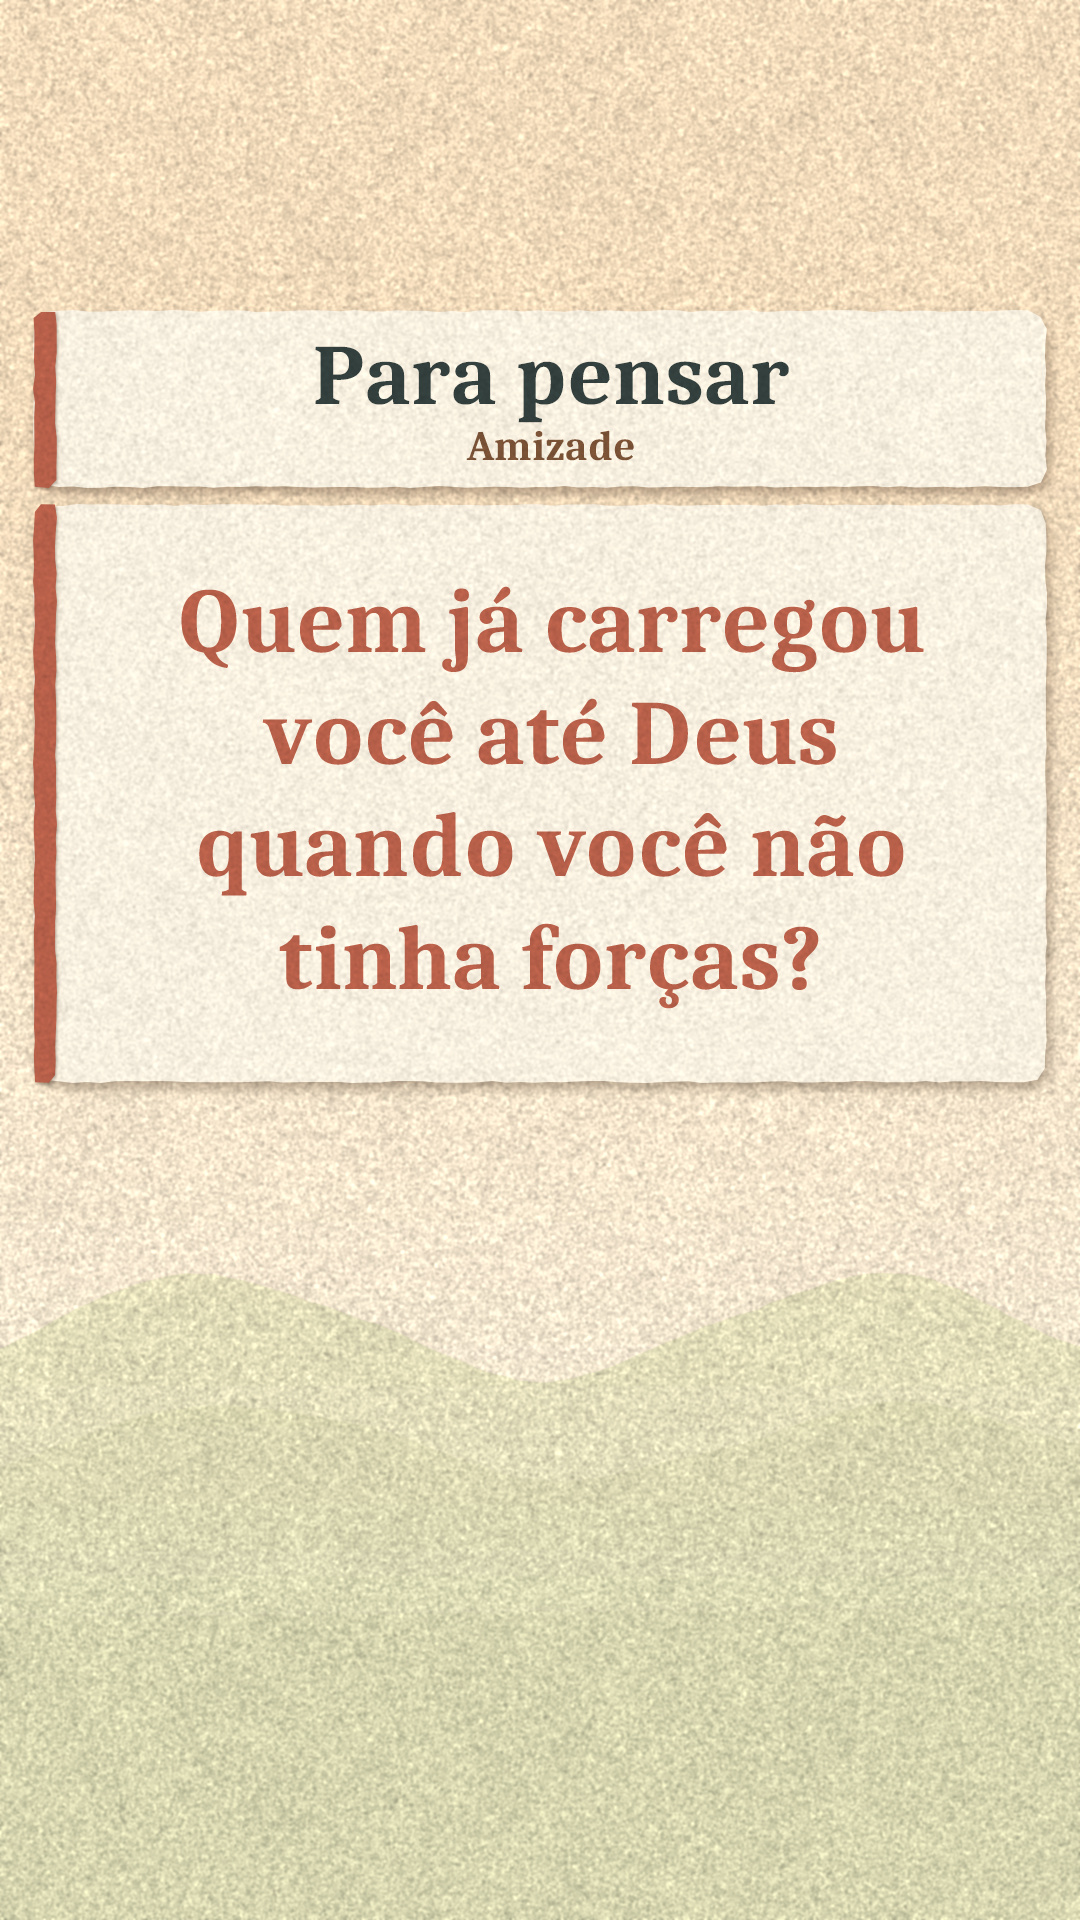 Para pensar
Amizade
Quem já carregou
você até Deus
quando você não
tinha forças?